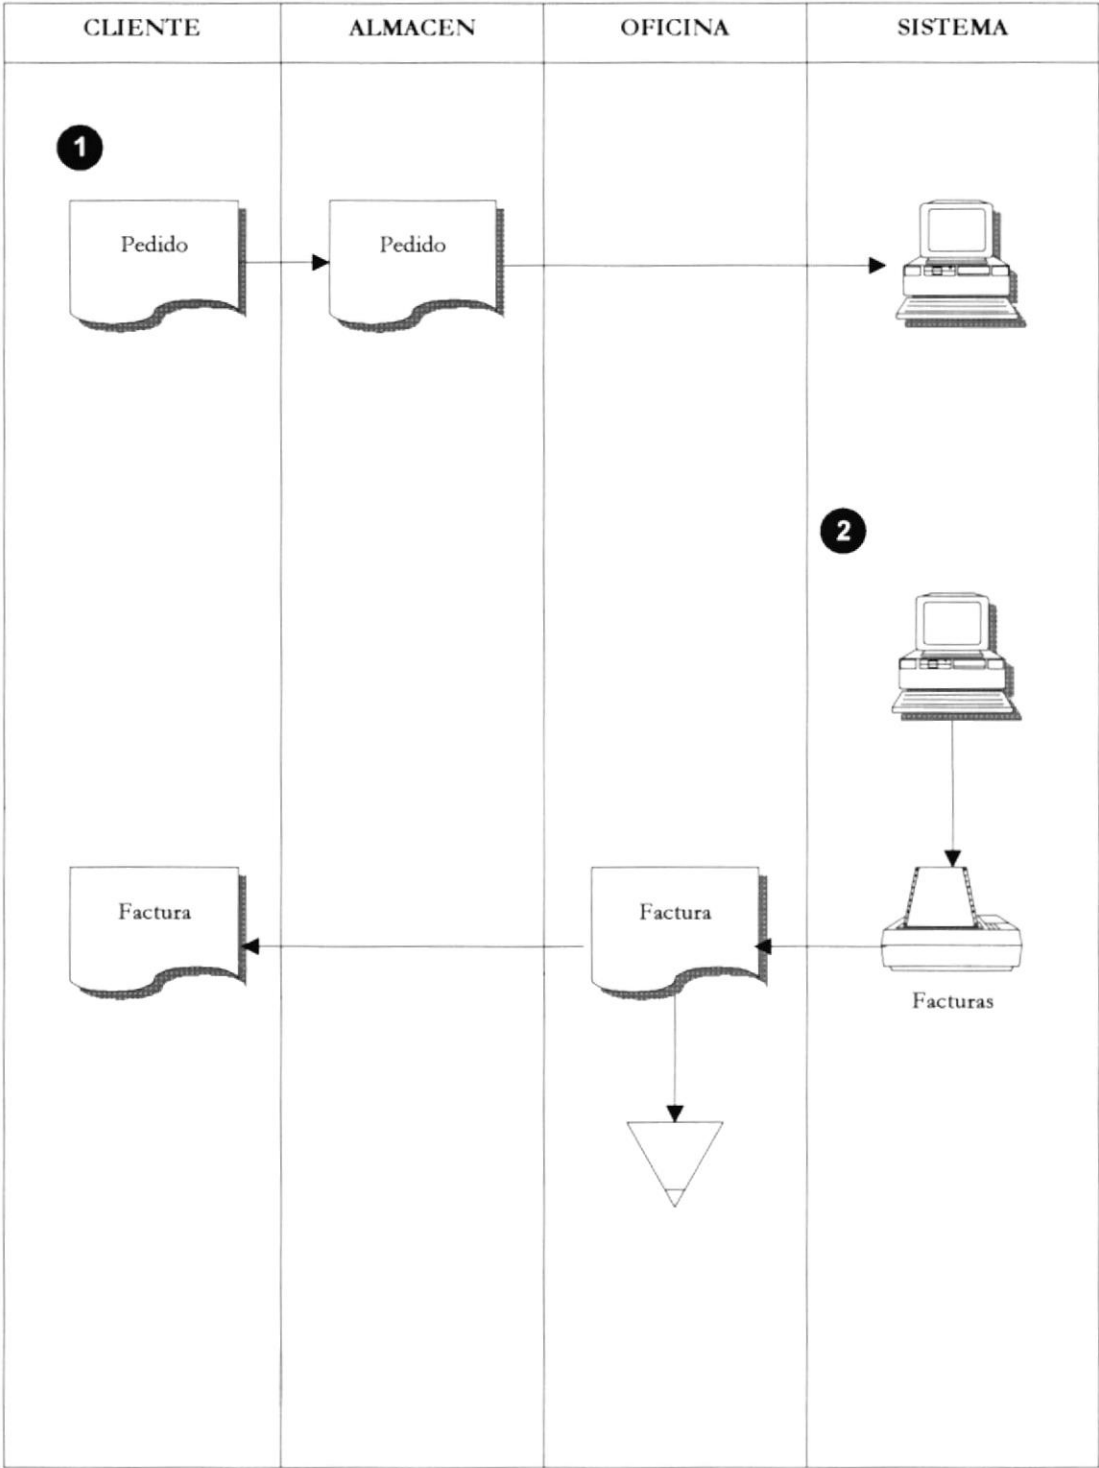 CLIENTE
ALMACEN
OFICINA
SISTEMA
1
Pedido
Pedido
2
Factura
Factura
Facturas